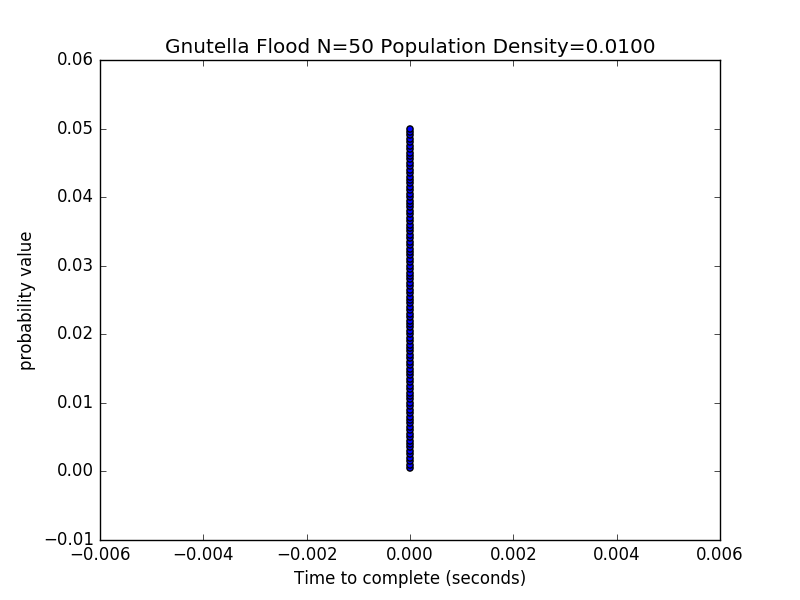 Gnutella Flood N=50 Population Density=0.0100
0.06
0.05
0.04
0.03
0.02
0.01
0.00
−0.01
probability value
−0.006 −0.004 −0.002 0.000 0.002 0.004 0.006
Time to complete (seconds)